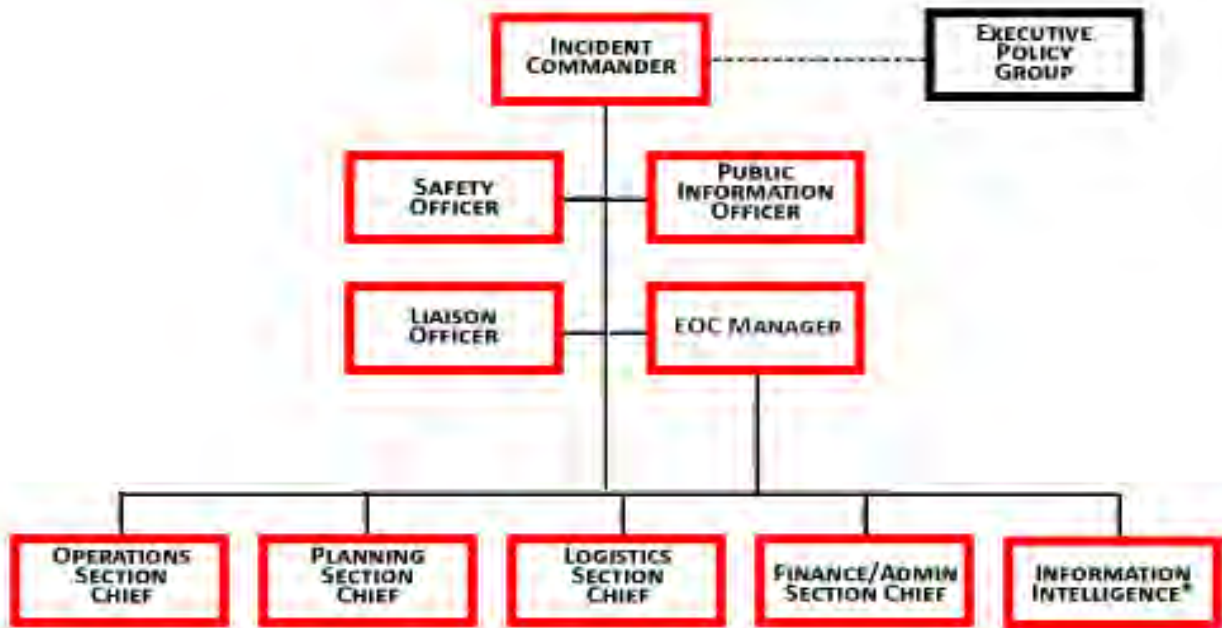 INCIDENT
COMMANDER
EXECUTIVE
POLICY
GROUP
SAFETY
OFFICER
PUBLIC
INFORMATION
OFFICER
LIAISON
OFFICER
EOC MANAGER
OPERATIONS
SECTION
CHIEF
PLANNING
SECTION
CHIEF
LOGISTICS
SECTION
CHIEF
FINANCE/ADMIN
SECTION CHIEF
INFORMATION
INTELLIGENCE*